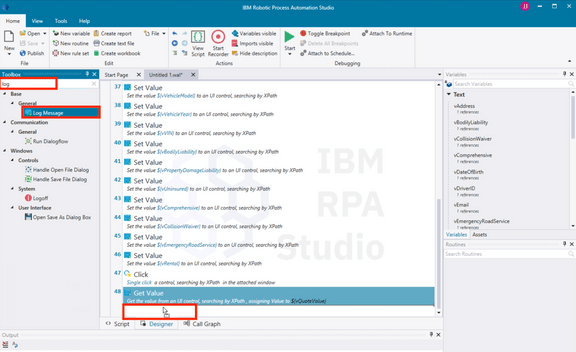 IBM Robotic Process Automation Studio
Home View Tools Help
New
Open
Save
Publish
New variable
New routine
New rule set
Create report
Create text file
Create workbook
File
View Script
Start Recorder
Variables visible
Imports visible
Hide description
Start
Toggle Breakpoint
Delete All Breakpoints
Attach to Schedule...
Attach To Runtime
File
Edit
Actions
Debugging
Toolbox
log
Base
General
Log Message
Communication
General
Run Dialogflow
Windows
Controls
Handle Open File Dialog
Handle Save File Dialog
System
Logoff
User Interface
Open Save As Dialog Box
Start Page
Untitled 1.wal*
37 Set Value
Set the value ${vVehicleModel} to an UI control, searching by XPath
38 Set Value
Set the value ${vVehicleYear} to an UI control, searching by XPath
39 Set Value
Set the value ${vVIN} to an UI control, searching by XPath
40 Set Value
Set the value ${vBodilyLiability} to an UI control, searching by XPath
41 Set Value
Set the value ${vPropertyDamageLiability} to an UI control, searching by XPath
42 Set Value
Set the value ${vUninsured} to an UI control, searching by XPath
43 Set Value
Set the value ${vComprehensive} to an UI control, searching by XPath
44 Set Value
Set the value ${vCollisionWaiver} to an UI control, searching by XPath
45 Set Value
Set the value ${vEmergencyRoadService} to an UI control, searching by XPath
46 Set Value
Set the value ${vRental} to an UI control, searching by XPath
47 Click
Single click a control, searching by XPath in the attached window
48 Get Value
Get the value from an UI control, searching by XPath , assigning Value to ${vQuoteValue}
IBM
RPA
Studio
Script Designer Call Graph
Output
Variables
Search Variables
Text
vAddress
1 references
vBodilyLiability
1 references
vCollisionWaiver
1 references
vComprehensive
1 references
vDateOfBirth
1 references
vDriverID
1 references
vEmail
1 references
vEmergencyRoadService
1 references
Variables Assets
Routines
Search Routines